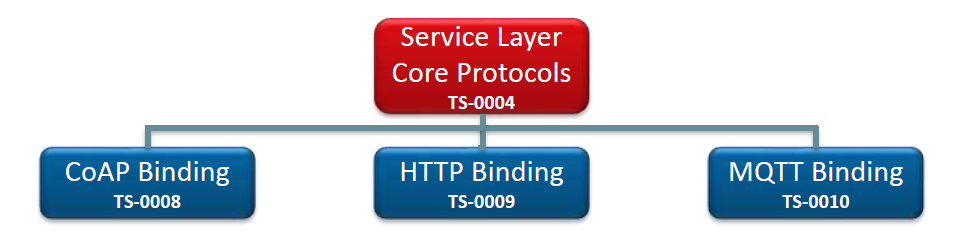 Service Layer
Core Protocols
TS-0004
CoAP Binding
TS-0008
HTTP Binding
TS-0009
MQTT Binding
TS-0010